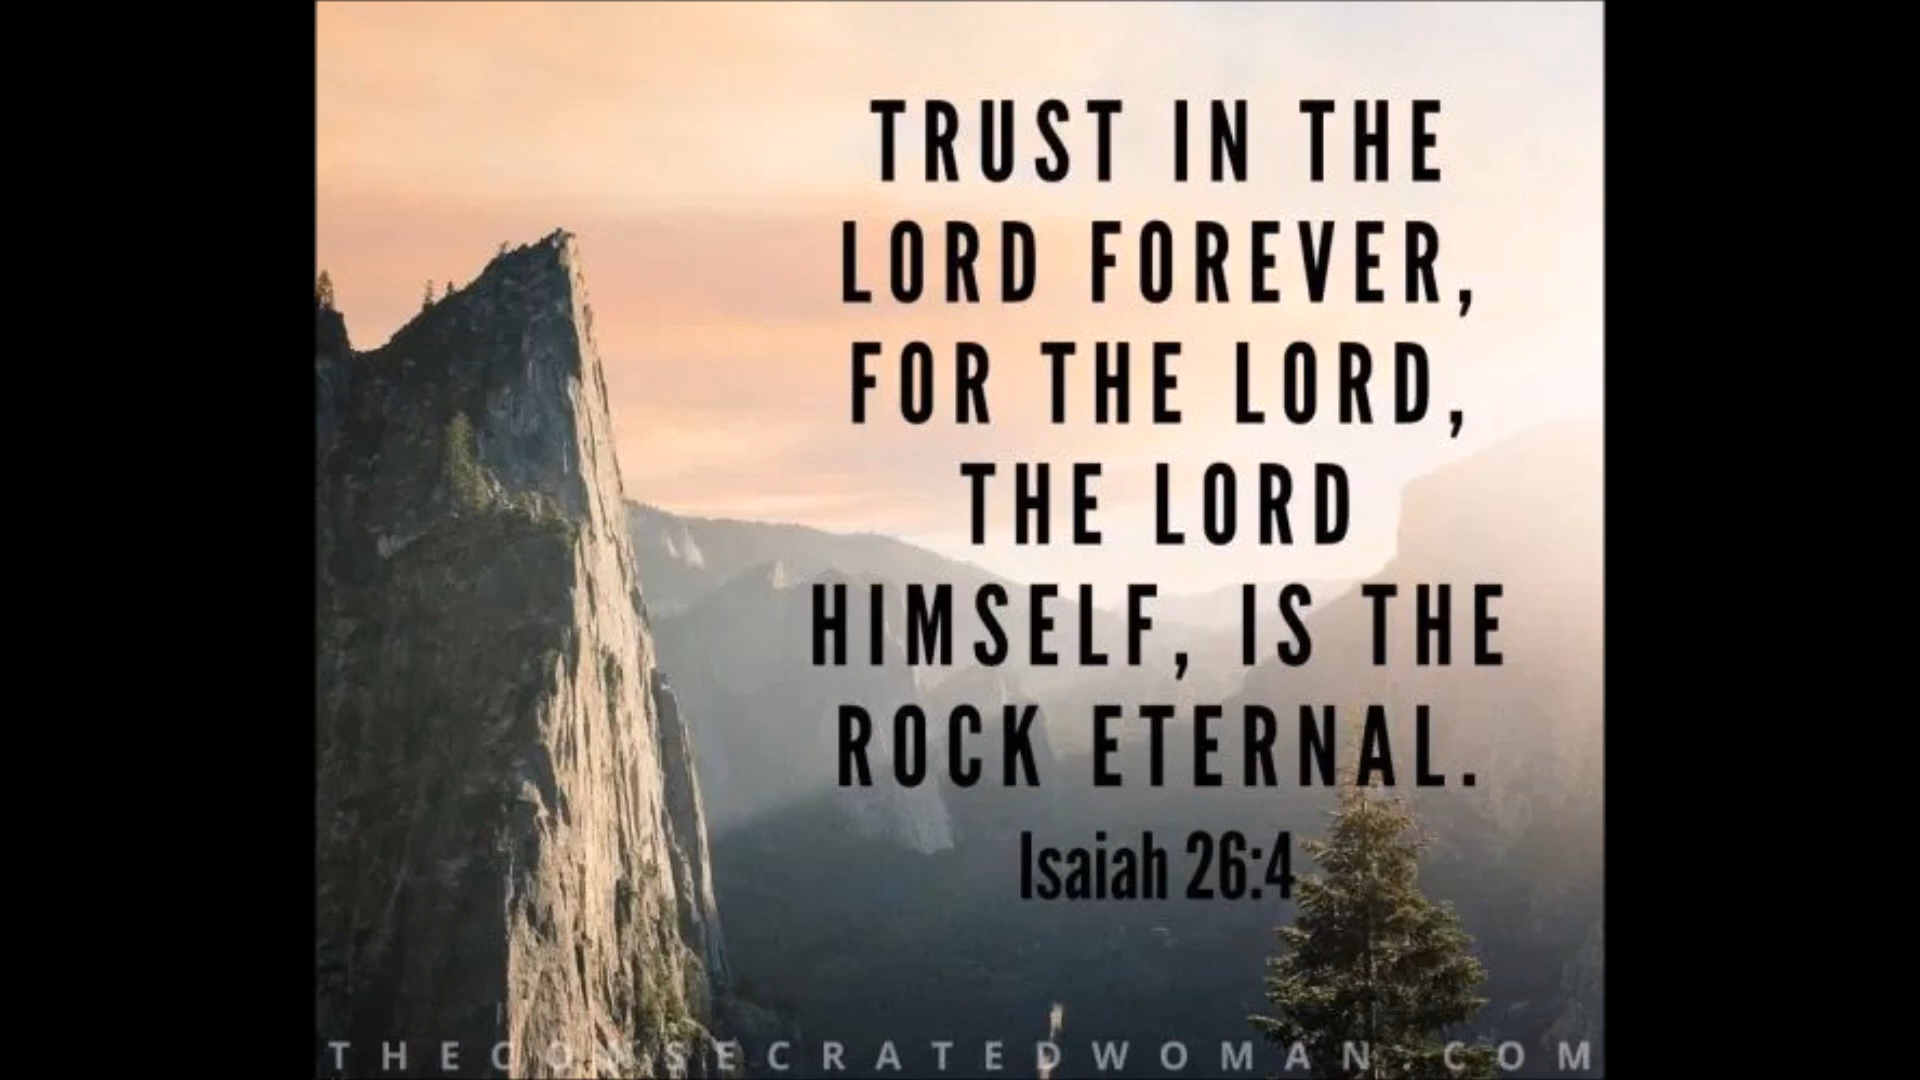 TRUST IN THE
LORD FOREVER,
FOR THE LORD,
THE LORD
HIMSELF, IS THE
ROCK ETERNAL.
Isaiah 26:4
THECONSECRATEDWOMAN.COM